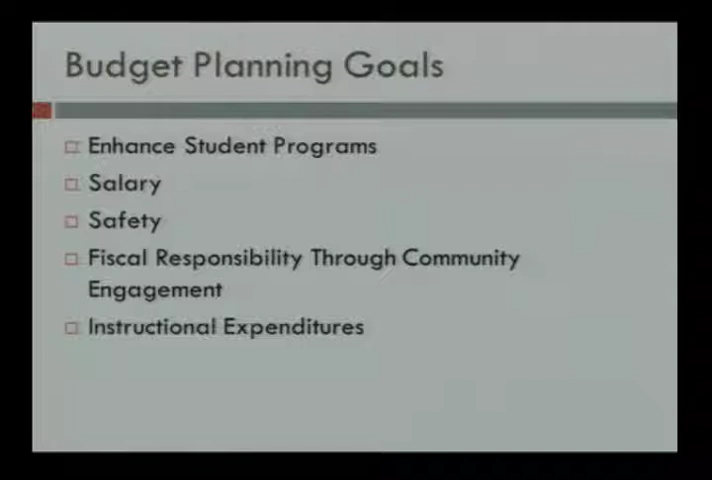 Budget Planning Goals
Enhance Student Programs
Salary
Safety
Fiscal Responsibility Through Community
Engagement
Instructional Expenditures